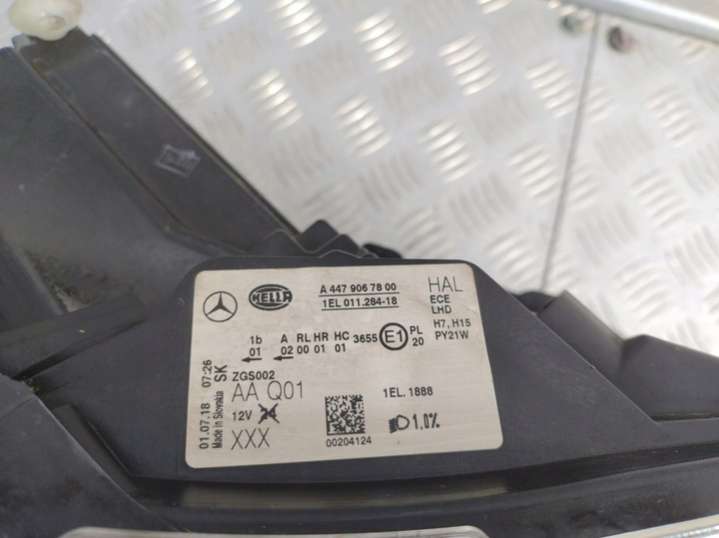 HELLA
A 447 906 78 00
1EL 011.284-18
HAL
ECE
LHD
H7, H15
PY21W
1b A RL HR HC 3655 E1 PL
01 02 00 01 01 20
ZGS002
AA Q01
12V 24
XXX
00204124
1EL. 1888
1.0%
01.07.18 07:26
Made in Slovakia SK